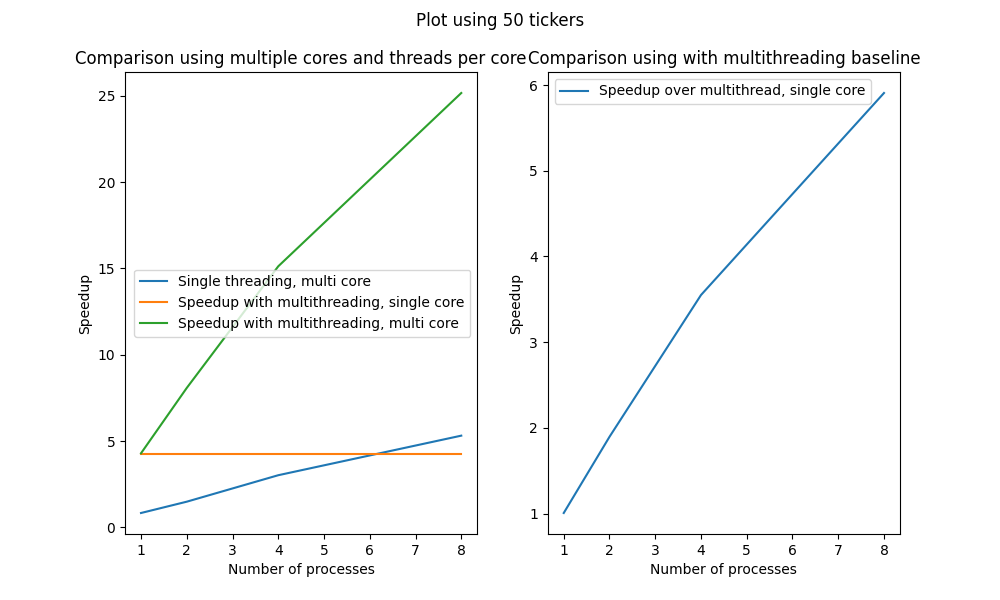 Plot using 50 tickers
Comparison using multiple cores and threads per core
25
20
15
10
5
0
Speedup
Single threading, multi core
Speedup with multithreading, single core
Speedup with multithreading, multi core
1 2 3 4 5 6 7 8
Number of processes
Comparison using with multithreading baseline
6
5
4
3
2
1
Speedup
Speedup over multithread, single core
1 2 3 4 5 6 7 8
Number of processes